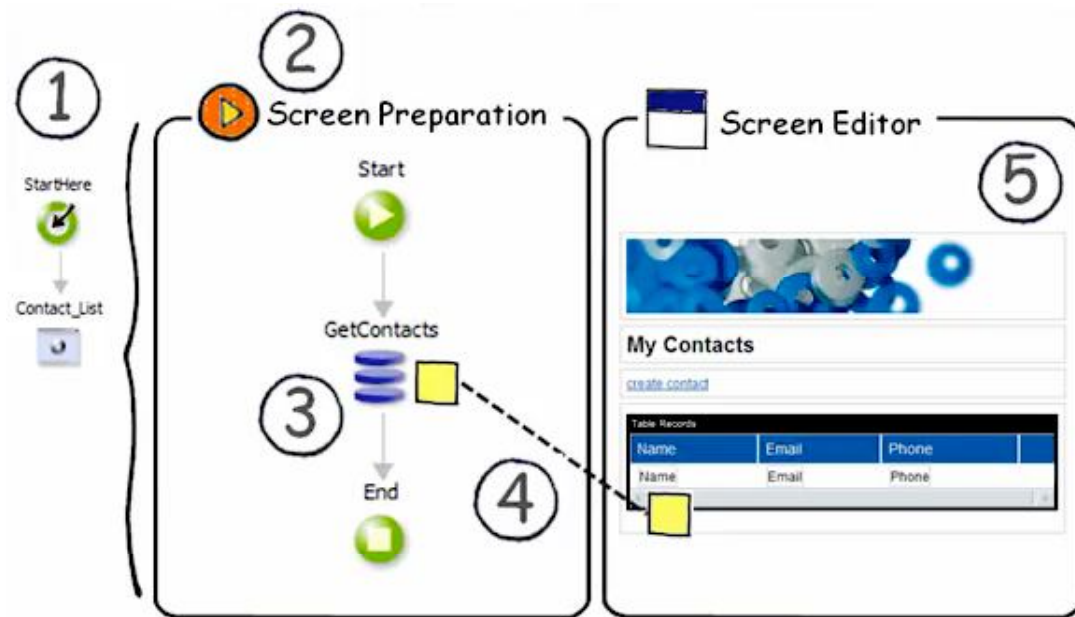 1
StartHere
Contact_List
2
Screen Preparation
Start
GetContacts
3
End
4
Screen Editor
5
My Contacts
create contact
Table Records
Name Email Phone
Name Email Phone